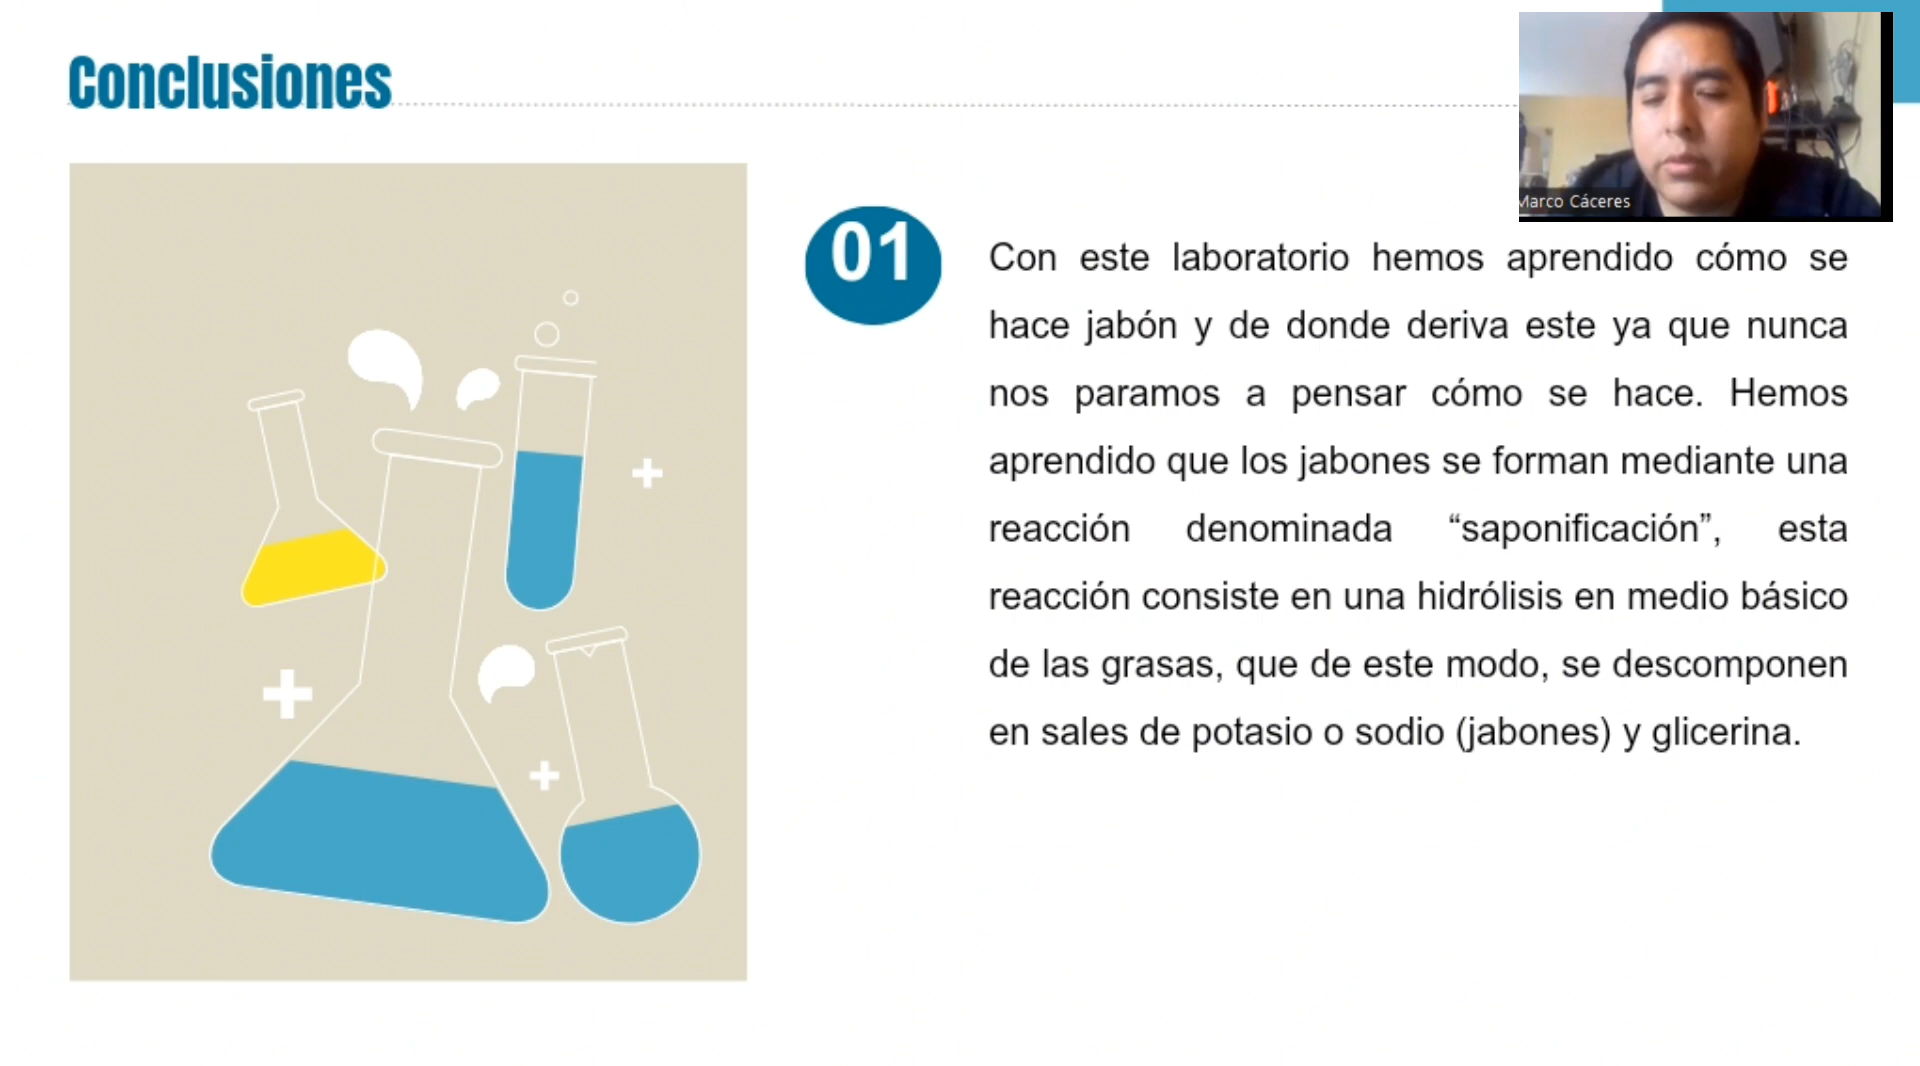 Conclusiones
Marco Cáceres
01
Con este laboratorio hemos aprendido cómo se
hace jabón y de donde deriva este ya que nunca
nos paramos a pensar cómo se hace. Hemos
aprendido que los jabones se forman mediante una
reacción denominada “saponificación”, esta
reacción consiste en una hidrólisis en medio básico
de las grasas, que de este modo, se descomponen
en sales de potasio o sodio (jabones) y glicerina.